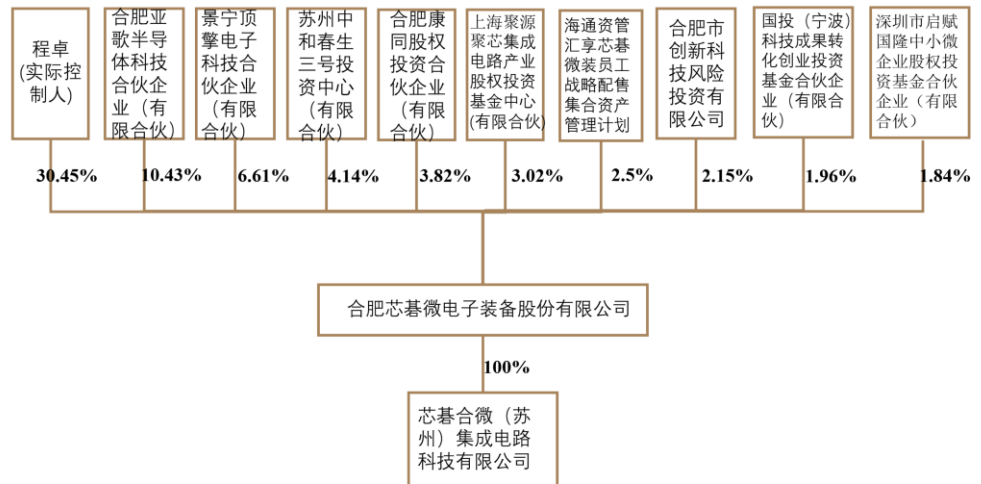 程卓
(实际控
制人)
合肥亚
歌半导
体科技
合伙企
业（有
限合伙）
景宁顶
擎电子
科技合
伙企业
（有限
合伙）
苏州中
和春生
三号投
资中心
（有限
合伙）
合肥康
同股权
投资合
伙企业
（有限
合伙）
上海聚源
聚芯集成
电路产业
股权投资
基金中心
(有限合伙)
海通资管
汇享芯碁
微装员工
战略配售
集合资产
管理计划
合肥市
创新科
技风险
投资有
限公司
国投（宁波）
科技成果转
化创业投资
基金合伙企
业（有限合
伙）
深圳市启赋
国隆中小微
企业股权投
资基金合伙
企业（有限
合伙）
30.45%
10.43%
6.61%
4.14%
3.82%
3.02%
2.5%
2.15%
1.96%
1.84%
合肥芯碁微电子装备股份有限公司
100%
芯碁合微（苏
州）集成电路
科技有限公司